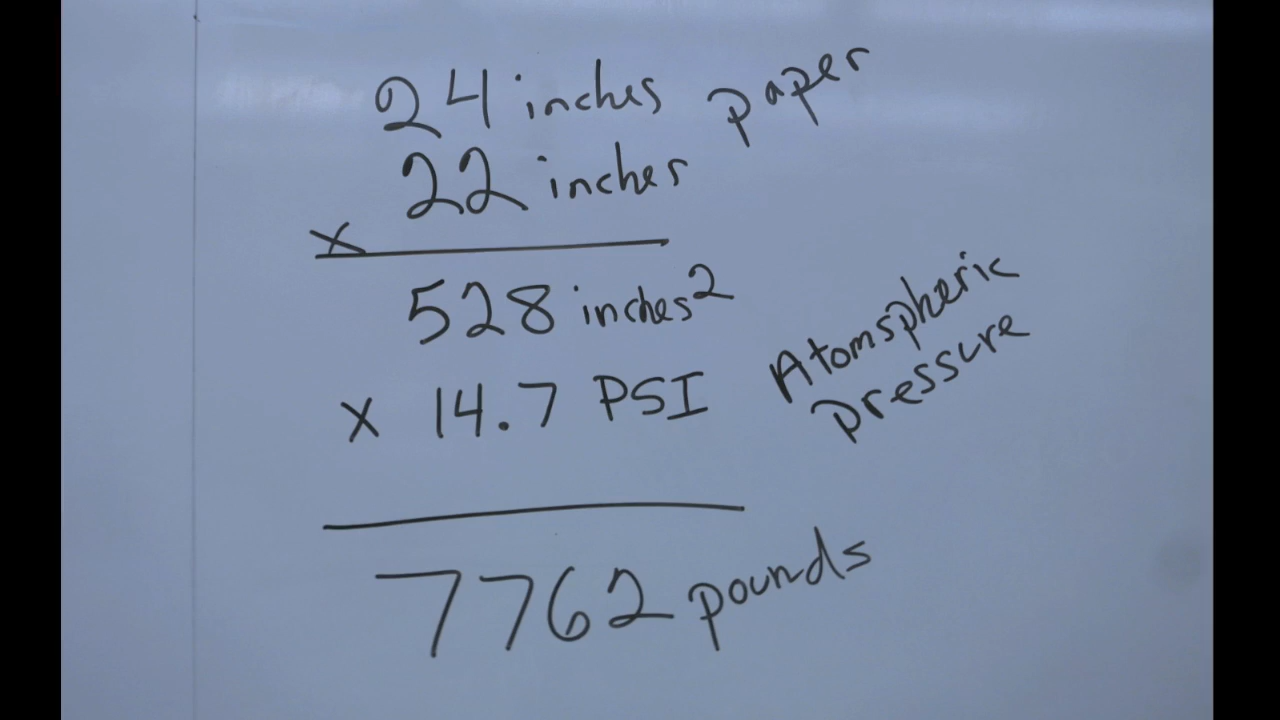 24 inches paper
22 inches
x
528 inches²
x 14.7 PSI
Atomspheric
pressure
7762 pounds